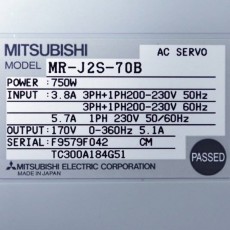 MITSUBISHI
AC SERVO
MODEL MR-J2S-70B
POWER : 750W
INPUT : 3.8A 3PH+1PH200-230V 50Hz
3PH+1PH200-230V 60Hz
5.7A 1PH 230V 50/60Hz
OUTPUT: 170V 0-360Hz 5.1A
SERIAL: F9579F042 CM
TC300A184G51
PASSED
MITSUBISHI ELECTRIC CORPORATION
MADE IN JAPAN